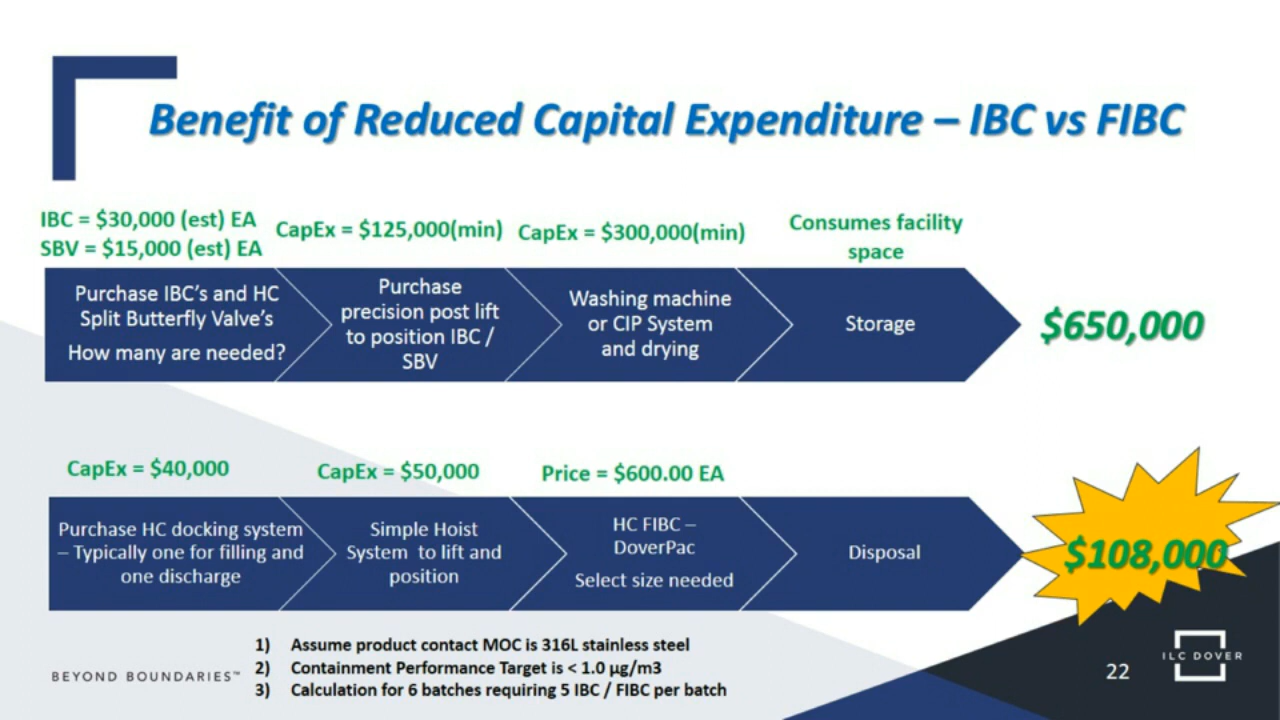 Benefit of Reduced Capital Expenditure – IBC vs FIBC
IBC = $30,000 (est) EA
SBV = $15,000 (est) EA
CapEx = $125,000(min)
CapEx = $300,000(min)
Consumes facility
space
Purchase IBC's and HC
Split Butterfly Valve's
How many are needed?
Purchase
precision post lift
to position IBC /
SBV
Washing machine
or CIP System
and drying
Storage
$650,000
CapEx = $40,000
CapEx = $50,000
Price = $600.00 EA
Purchase HC docking system
– Typically one for filling and
one discharge
Simple Hoist
System to lift and
position
HC FIBC –
DoverPac
Select size needed
Disposal
$108,000
1) Assume product contact MOC is 316L stainless steel
2) Containment Performance Target is < 1.0 µg/m3
3) Calculation for 6 batches requiring 5 IBC / FIBC per batch
BEYOND BOUNDARIES™
22
ILC DOVER